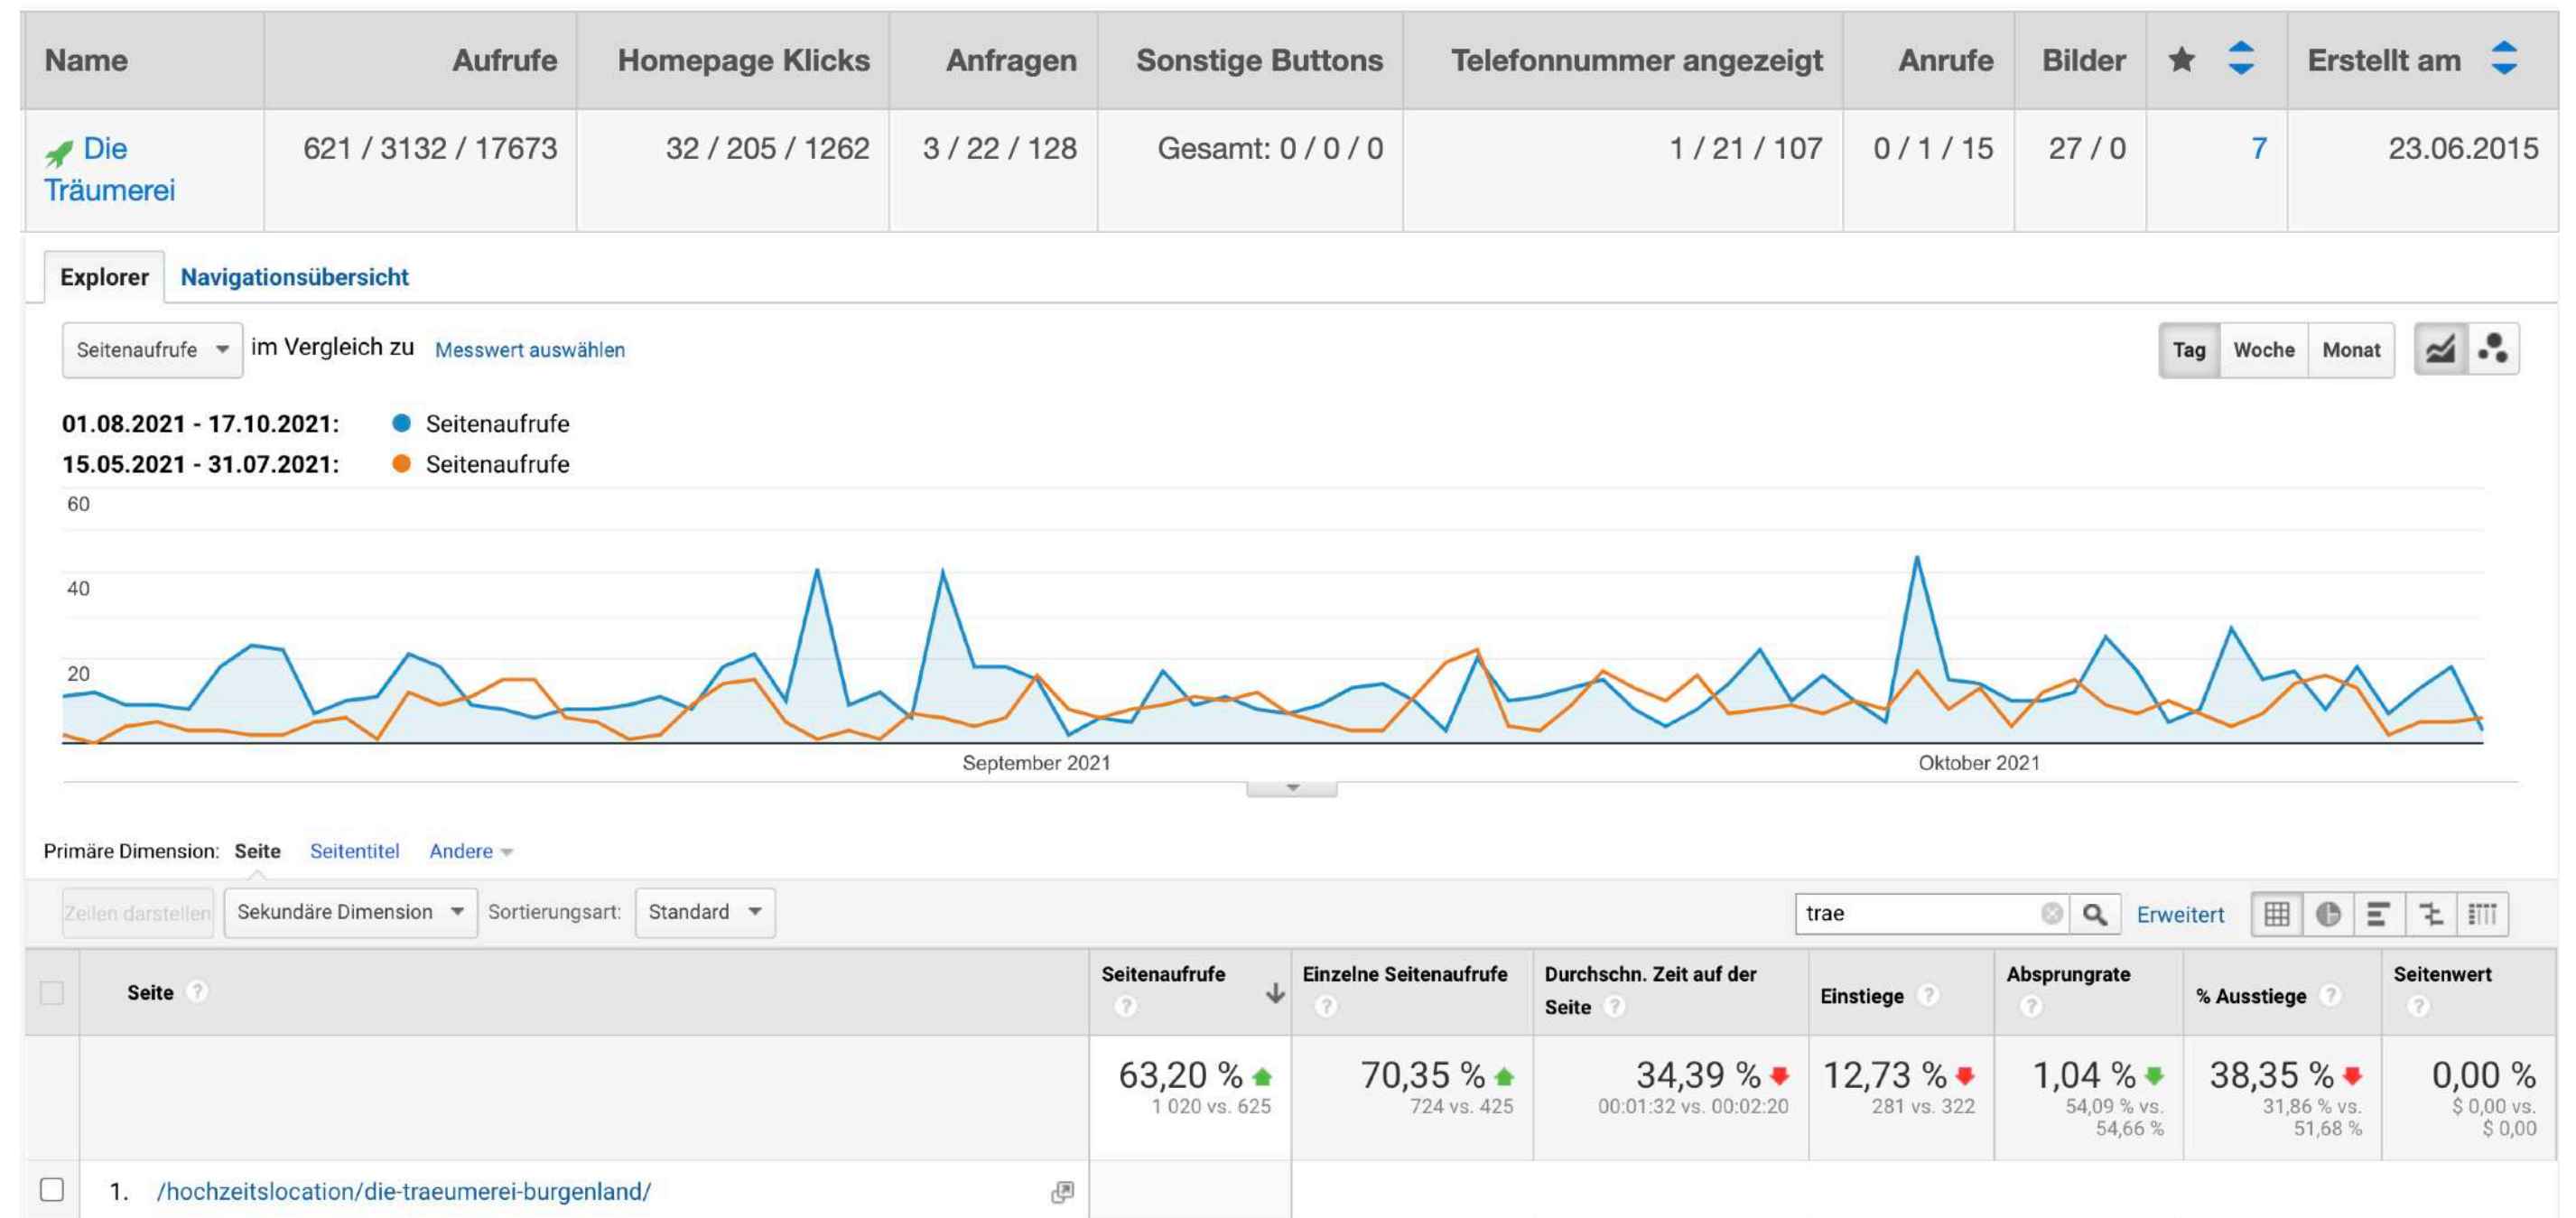 Name Aufrufe Homepage Klicks Anfragen Sonstige Buttons Telefonnummer angezeigt Anrufe Bilder ★ Erstellt am
Die Träumerei 621 / 3132 / 17673 32 / 205 / 1262 3 / 22 / 128 Gesamt: 0 / 0 / 0 1 / 21 / 107 0 / 1 / 15 27 / 0 7 23.06.2015
Explorer Navigationsübersicht
Seitenaufrufe im Vergleich zu Messwert auswählen Tag Woche Monat
01.08.2021 - 17.10.2021: Seitenaufrufe
15.05.2021 - 31.07.2021: Seitenaufrufe
60
40
20
September 2021 Oktober 2021
Primäre Dimension: Seite Seitentitel Andere
Zeilen darstellen Sekundäre Dimension Sortierungsart: Standard trae Erweitert
Seite ? Seitenaufrufe ? Einzelne Seitenaufrufe ? Durchschn. Zeit auf der Seite ? Einstiege ? Absprungrate ? % Ausstiege ? Seitenwert ?
63,20 % 70,35 % 34,39 % 12,73 % 1,04 % 38,35 % 0,00 %
1 020 vs. 625 724 vs. 425 00:01:32 vs. 00:02:20 281 vs. 322 54,09 % vs. 31,86 % vs. $ 0,00 vs.
54,66 % 51,68 % $ 0,00
1. /hochzeitslocation/die-traeumerei-burgenland/